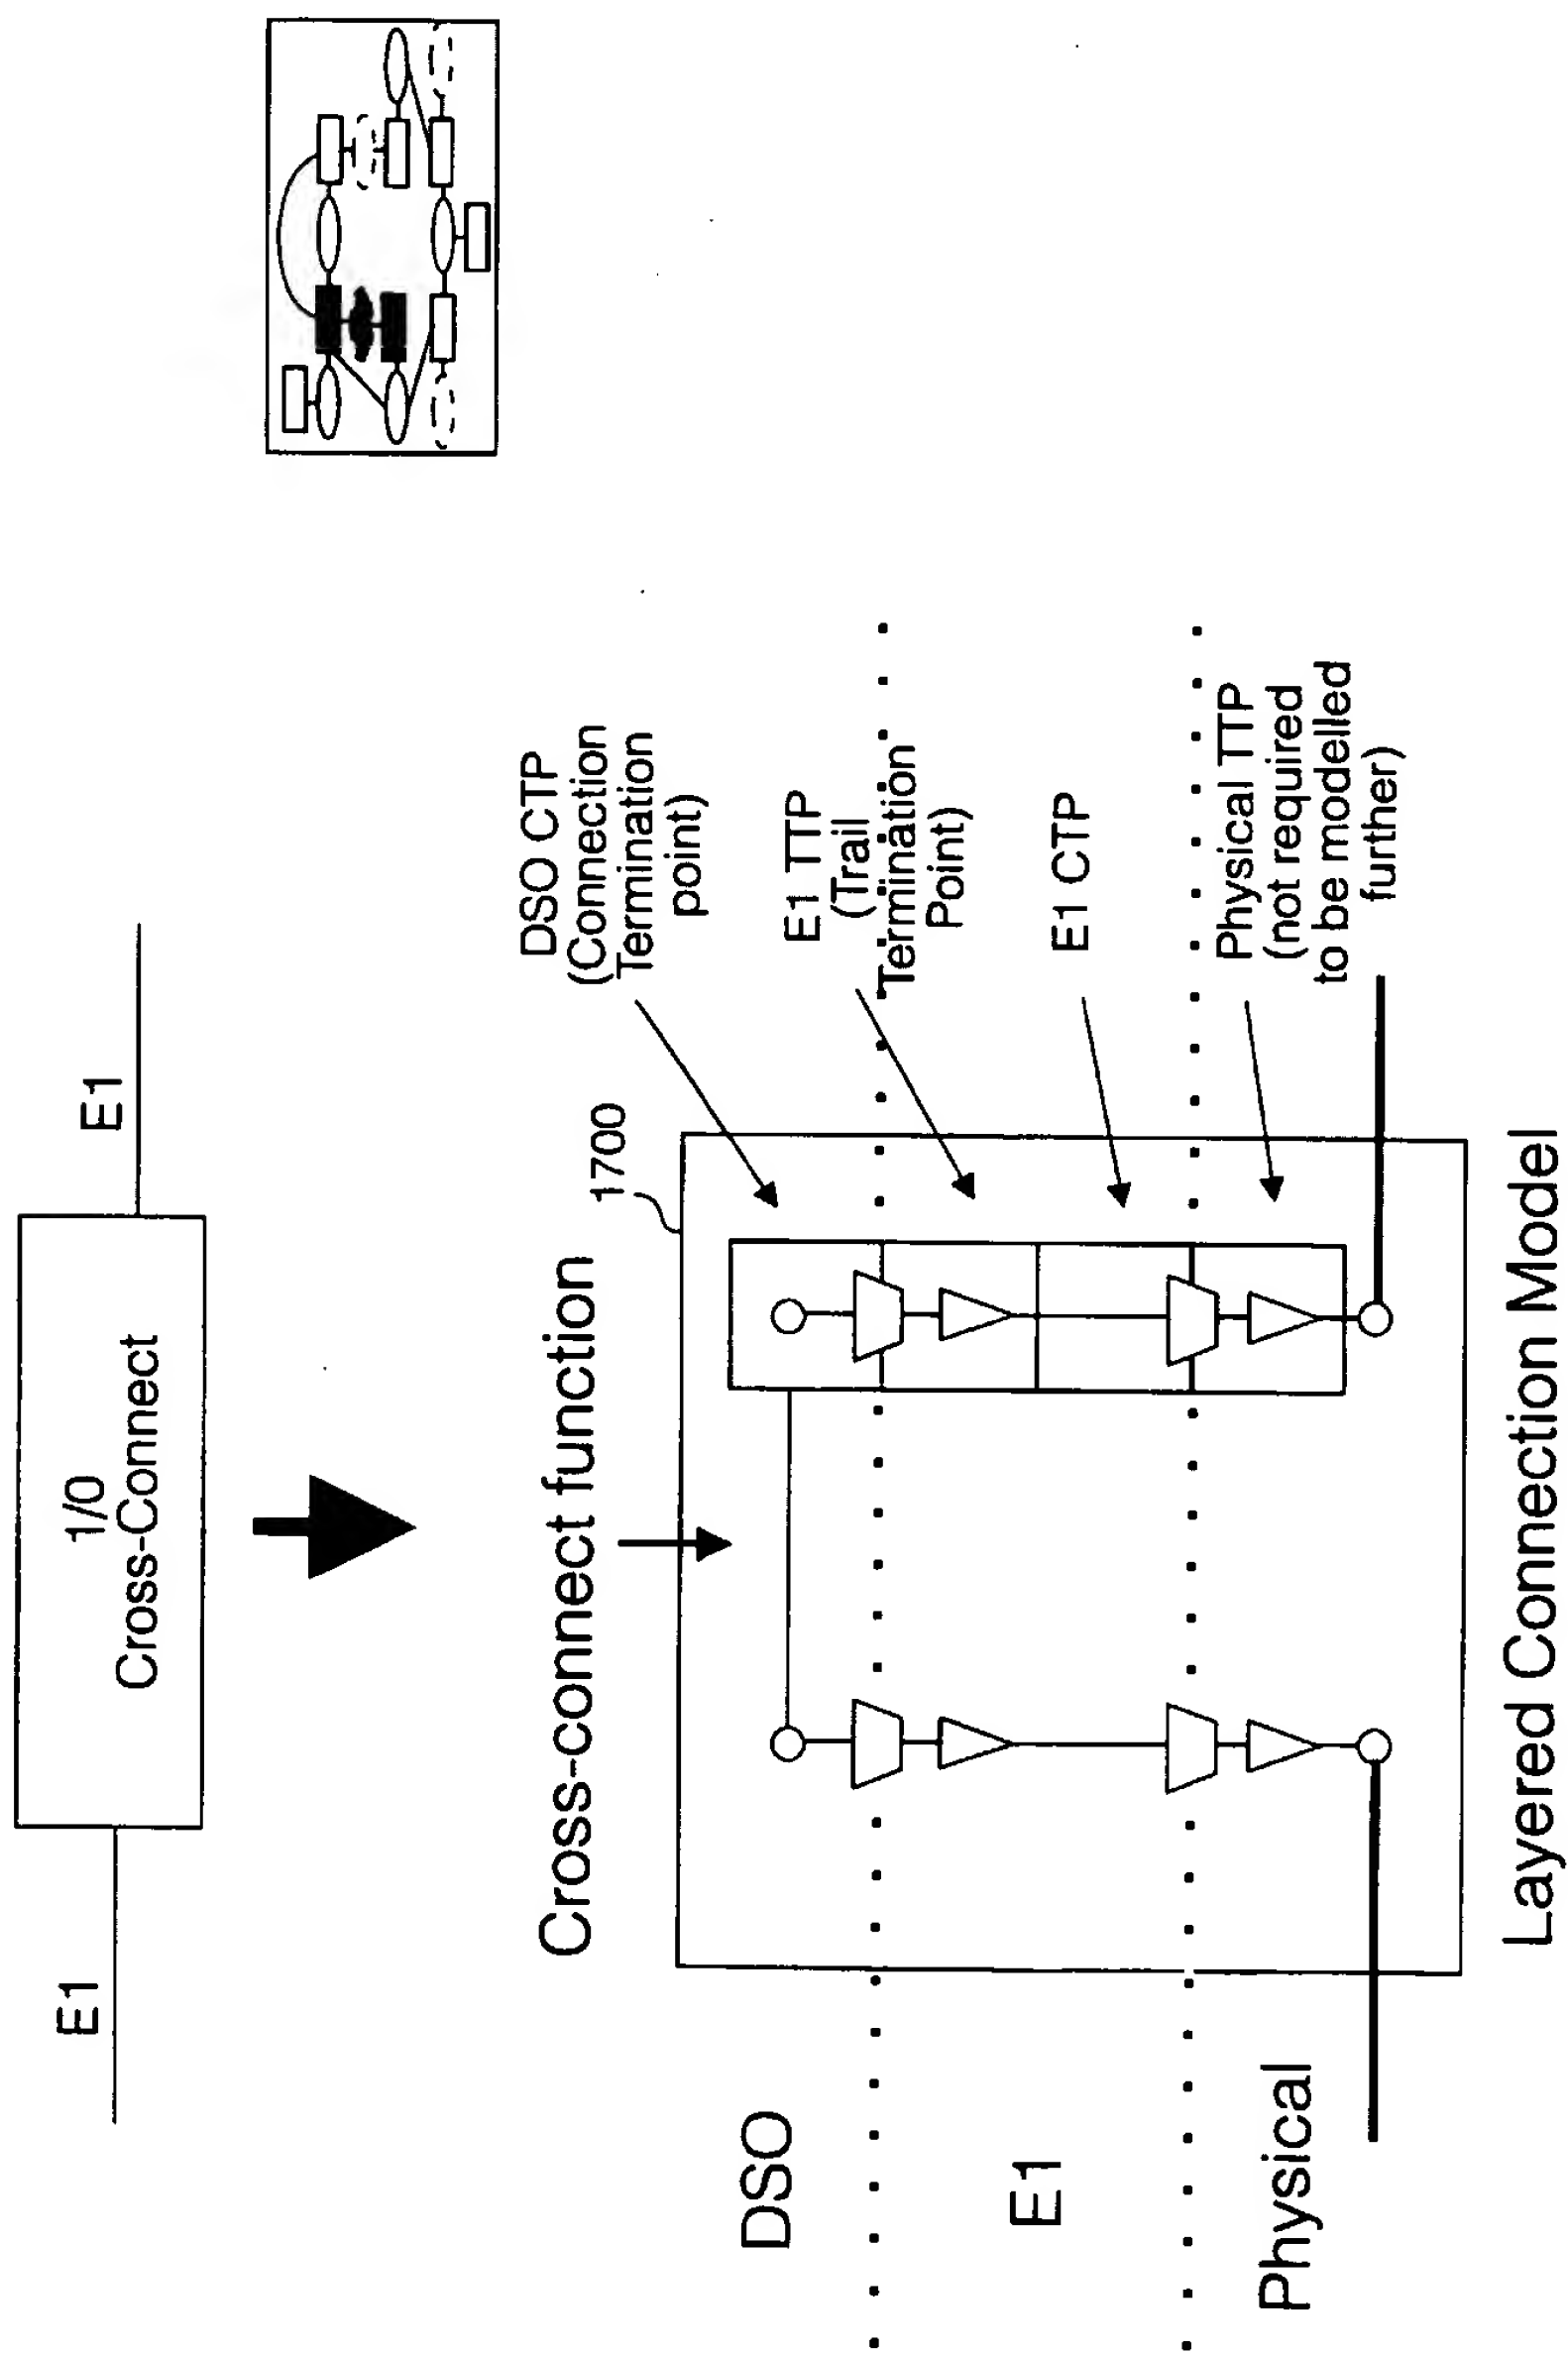 E1
1/0
Cross-Connect
E1
Cross-connect function
1700
DSO CTP
(Connection
Termination
point)
E1 TTP
(Trail
Termination
Point)
E1 CTP
Physical TTP
(not required
to be modelled
further)
DSO
E1
Physical
Layered Connection Model